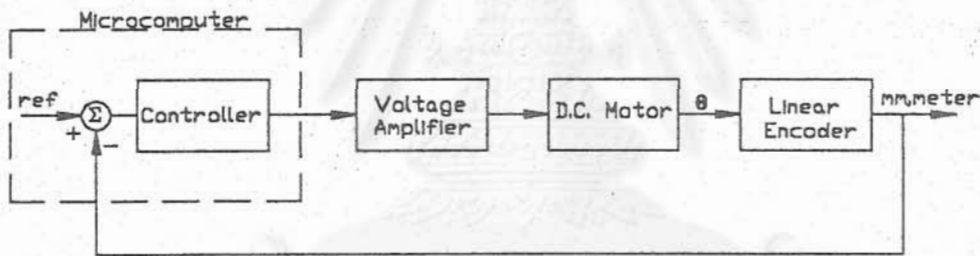 Microcomputer
ref
+
Σ
-
Controller
Voltage
Amplifier
D.C. Motor
θ
Linear
Encoder
mm,meter